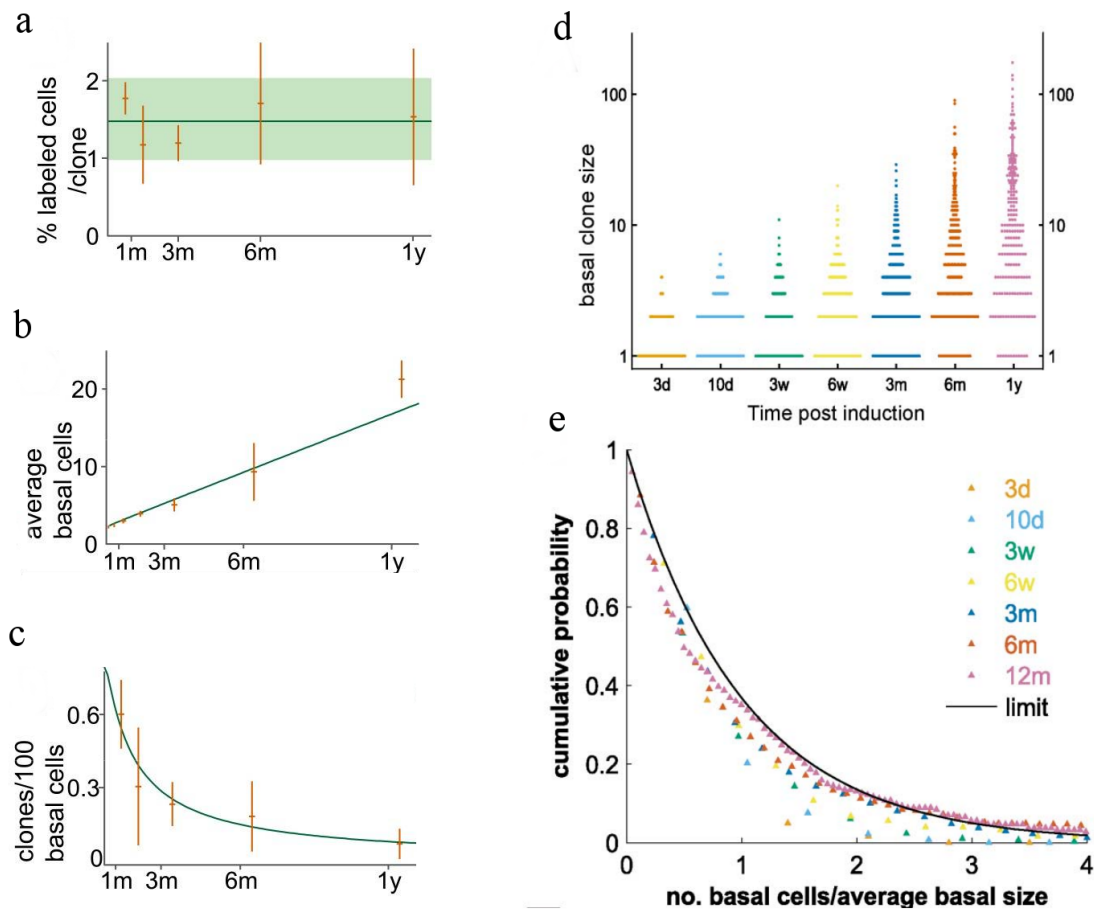 a
% labeled cells
/clone
2
1
0
1m 3m 6m 1y
b
average
basal cells
20
10
0
1m 3m 6m 1y
c
clones/100
basal cells
0.6
0.3
0
1m 3m 6m 1y
d
basal clone size
100 100
10 10
1 1
3d 10d 3w 6w 3m 6m 1y
Time post induction
e
cumulative probability
1
0.8
0.6
0.4
0.2
0
0 1 2 3 4
no. basal cells/average basal size
3d
10d
3w
6w
3m
6m
12m
limit